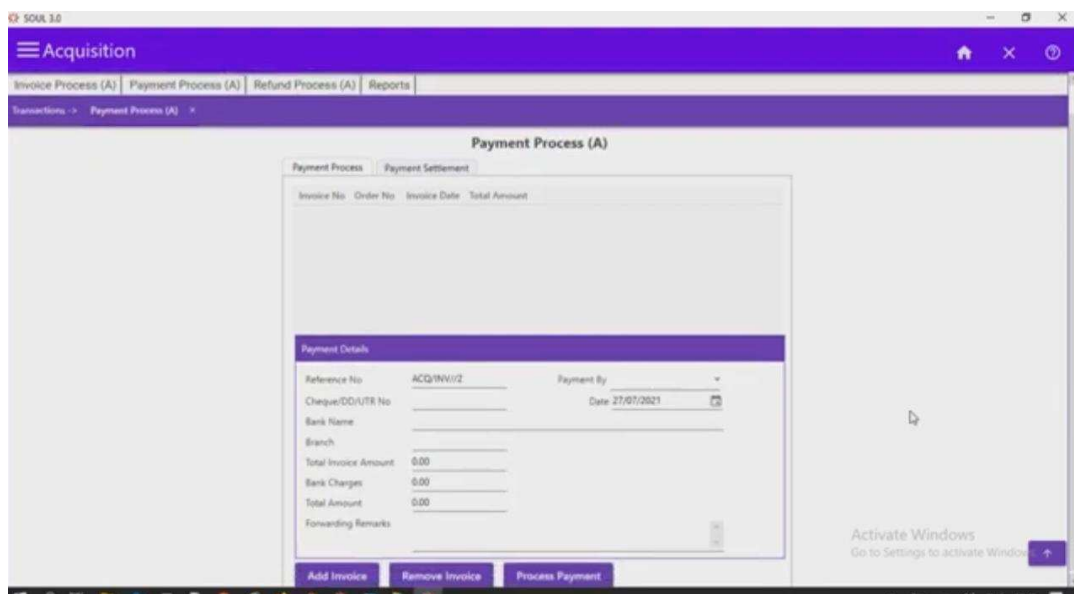 SOUL 3.0
Acquisition
Invoice Process (A) Payment Process (A) Refund Process (A) Reports
Transactions -> Payment Process (A) ×
Payment Process (A)
Payment Process Payment Settlement
Invoice No Order No Invoice Date Total Amount
Payment Details
Reference No ACQ/INV//2 Payment By
Cheque/DD/UTR No Date 27/07/2021
Bank Name
Branch
Total Invoice Amount 0.00
Bank Charges 0.00
Total Amount 0.00
Forwarding Remarks
Activate Windows
Go to Settings to activate Windows
Add Invoice Remove Invoice Process Payment